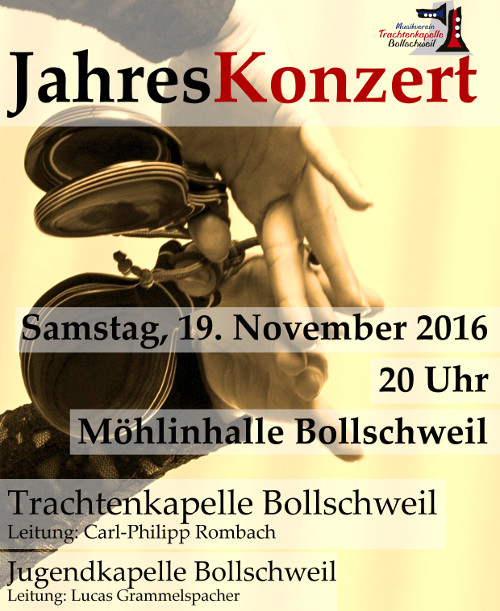 Musikverein
Trachtenkapelle
Bollschweil
JahresKonzert
Samstag, 19. November 2016
20 Uhr
Möhlinhalle Bollschweil
Trachtenkapelle Bollschweil
Leitung: Carl-Philipp Rombach
Jugendkapelle Bollschweil
Leitung: Lucas Grammelspacher